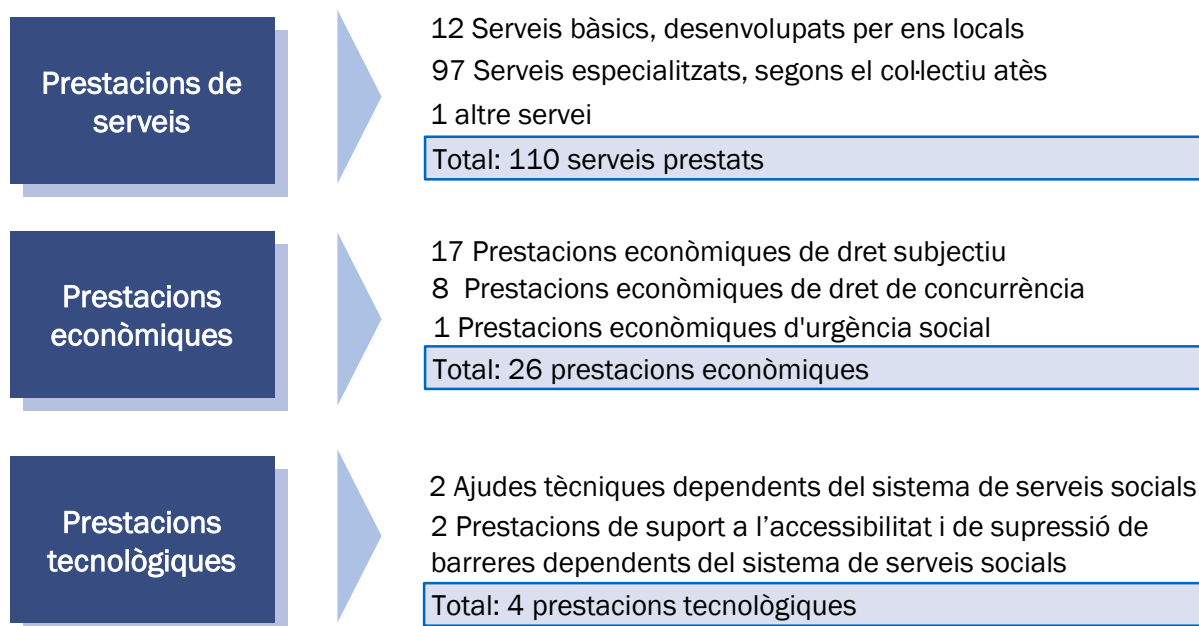 Prestacions de
serveis
12 Serveis bàsics, desenvolupats per ens locals
97 Serveis especialitzats, segons el col·lectiu atès
1 altre servei
Total: 110 serveis prestats
Prestacions
econòmiques
17 Prestacions econòmiques de dret subjectiu
8 Prestacions econòmiques de dret de concurrència
1 Prestacions econòmiques d'urgència social
Total: 26 prestacions econòmiques
Prestacions
tecnològiques
2 Ajudes tècniques dependents del sistema de serveis socials
2 Prestacions de suport a l’accessibilitat i de supressió de
barreres dependents del sistema de serveis socials
Total: 4 prestacions tecnològiques